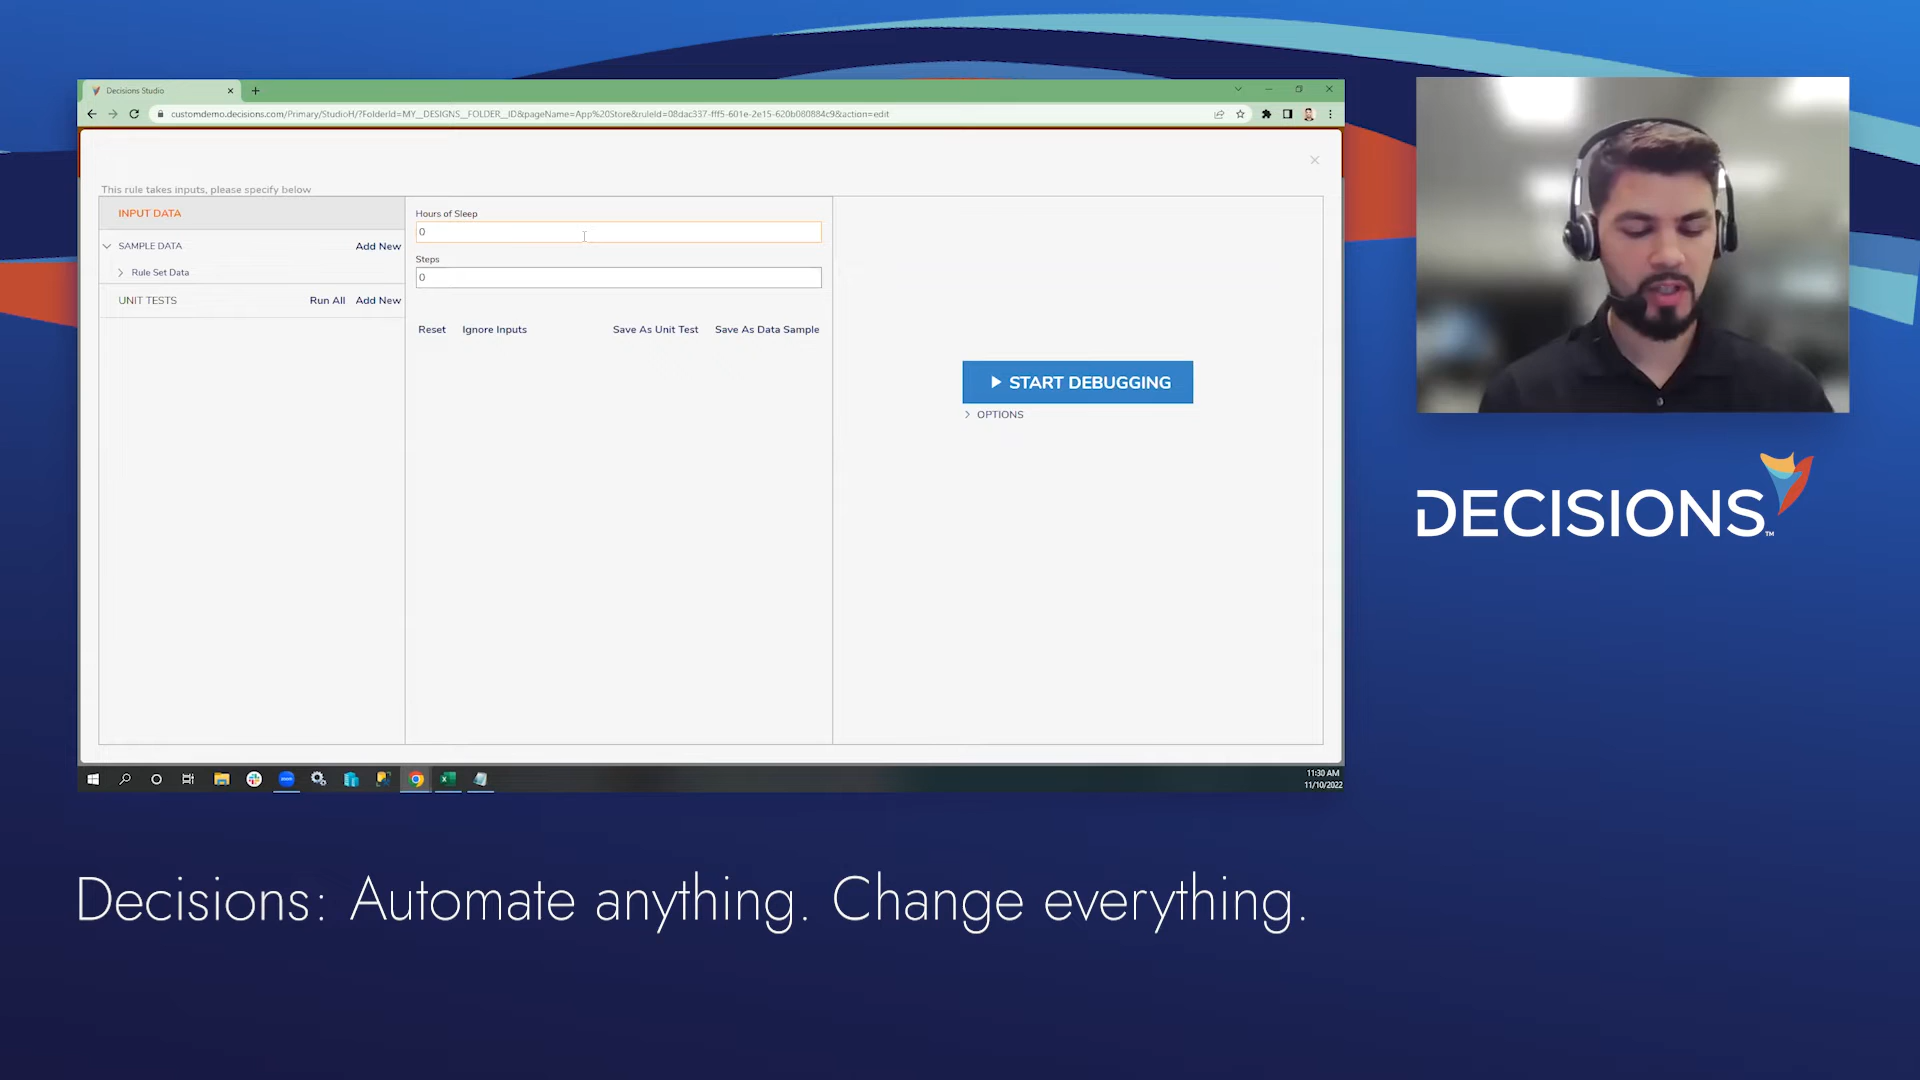 Decisions Studio
customdemo.decisions.com/Primary/StudioH/?FolderId=MY_DESIGNS_FOLDER_ID&pageName=App%20Store&ruleId=08dac337-fff5-601e-2e15-620b080884c9&action=edit
This rule takes inputs, please specify below
INPUT DATA
SAMPLE DATA Add New
Rule Set Data
UNIT TESTS Run All Add New
Hours of Sleep
0
Steps
0
Reset Ignore Inputs Save As Unit Test Save As Data Sample
START DEBUGGING
OPTIONS
11:30 AM
11/10/2022
DECISIONS™
Decisions: Automate anything. Change everything.